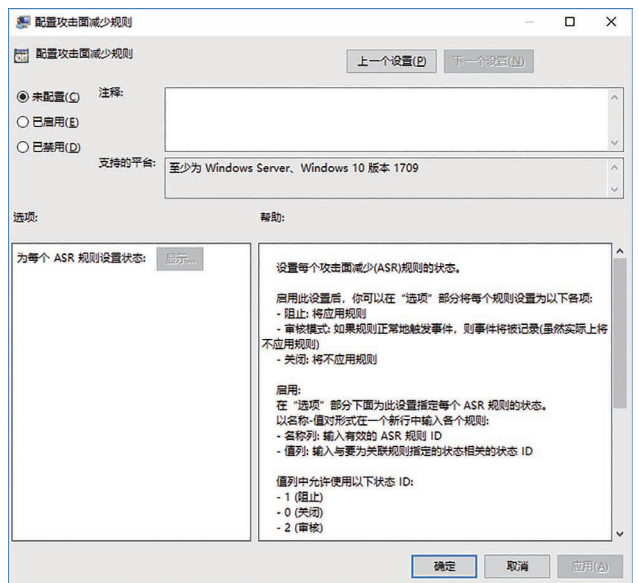 配置攻击面减少规则
配置攻击面减少规则
上一个设置(P)
下一个设置(N)
未配置(C)
注释:
已启用(E)
已禁用(D)
支持的平台:
至少为 Windows Server、Windows 10 版本 1709
选项:
帮助:
为每个 ASR 规则设置状态:
显示...
设置每个攻击面减少(ASR)规则的状态。
启用此设置后，你可以在“选项”部分将每个规则设置为以下各项:
- 阻止: 将应用规则
- 审核模式: 如果规则正常地触发事件，则事件将被记录(虽然实际上将
不应用规则)
- 关闭: 将不应用规则
启用:
在“选项”部分下面为此设置指定每个 ASR 规则的状态。
以名称-值对形式在一个新行中输入各个规则:
- 名称列: 输入有效的 ASR 规则 ID
- 值列: 输入与要为关联规则指定的状态相关的状态 ID
值列中允许使用以下状态 ID:
- 1 (阻止)
- 0 (关闭)
- 2 (审核)
确定
取消
应用(A)